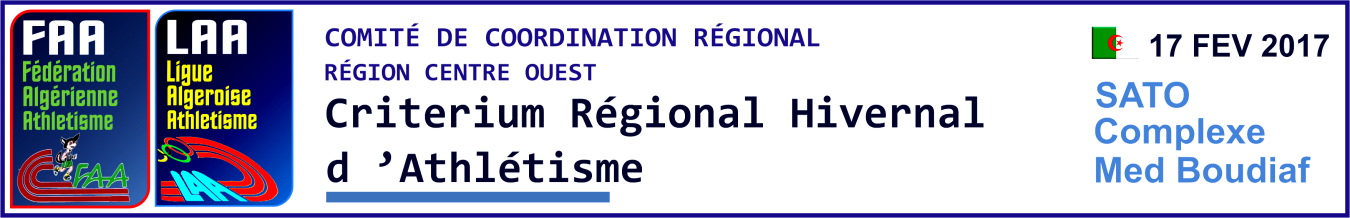 FAA
Fédération
Algérienne
Athletisme
FAA
LAA
Ligue
Algeroise
Athletisme
LAA
COMITÉ DE COORDINATION RÉGIONAL
RÉGION CENTRE OUEST
Criterium Régional Hivernal
d ’Athlétisme
17 FEV 2017
SATO
Complexe
Med Boudiaf